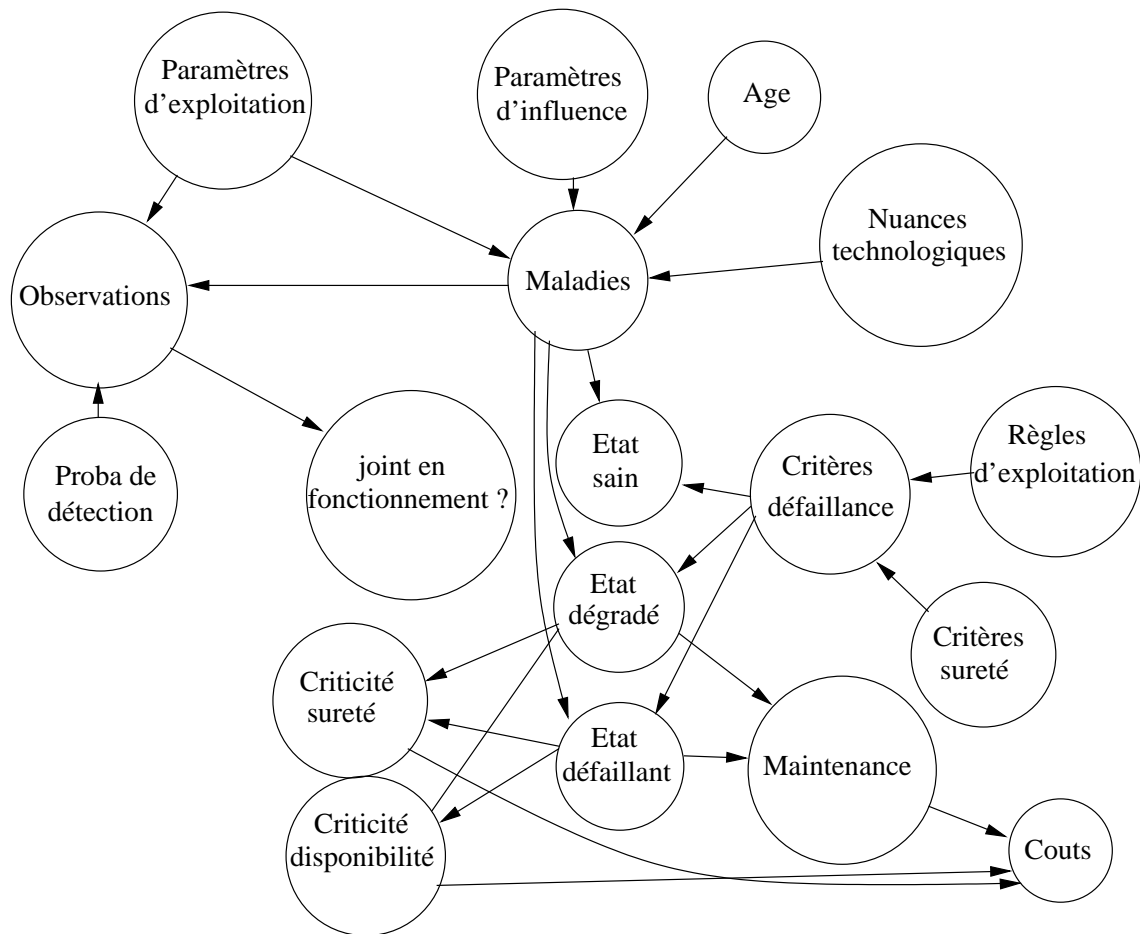 Paramètres
d’exploitation
Paramètres
d’influence
Age
Nuances
technologiques
Observations
Maladies
Proba de
détection
joint en
fonctionnement ?
Etat
sain
Critères
défaillance
Règles
d’exploitation
Etat
dégradé
Critères
sureté
Criticité
sureté
Etat
défaillant
Maintenance
Criticité
disponibilité
Couts